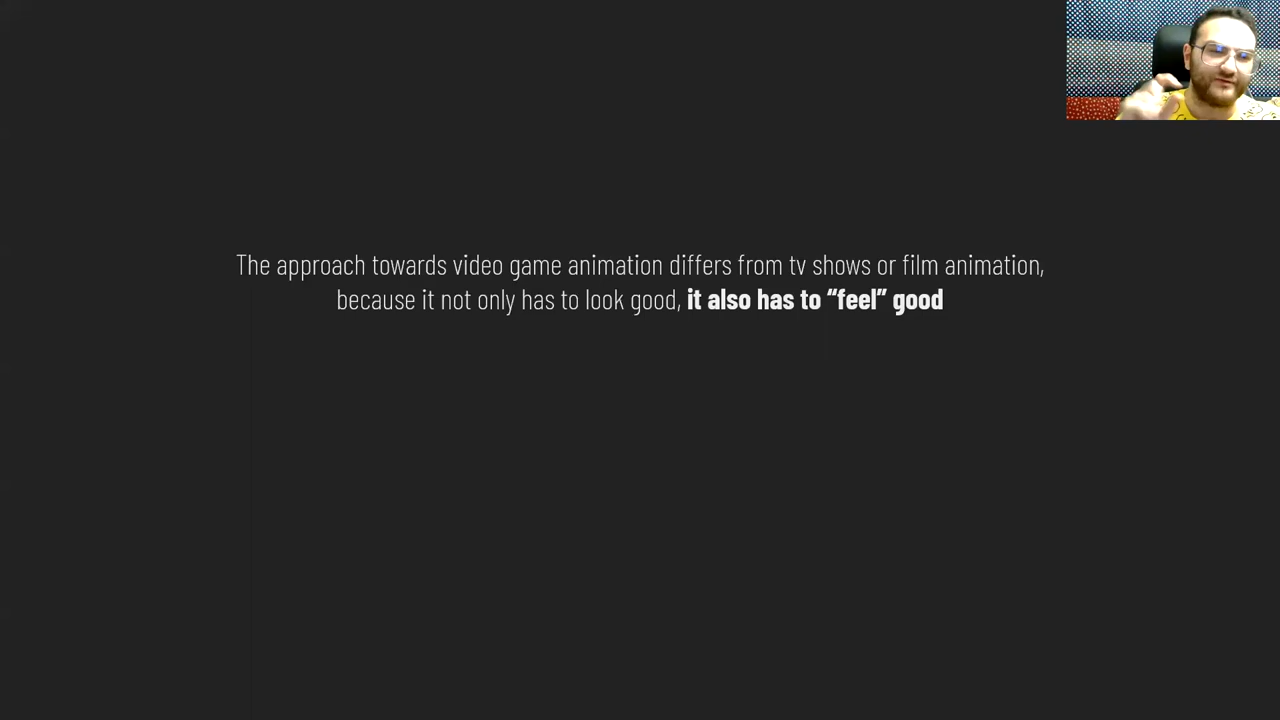 The approach towards video game animation differs from tv shows or film animation,
because it not only has to look good, it also has to “feel” good